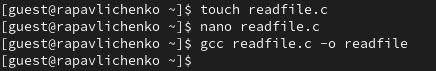 [guest@rapavlichenko ~]$ touch readfile.c
[guest@rapavlichenko ~]$ nano readfile.c
[guest@rapavlichenko ~]$ gcc readfile.c -o readfile
[guest@rapavlichenko ~]$